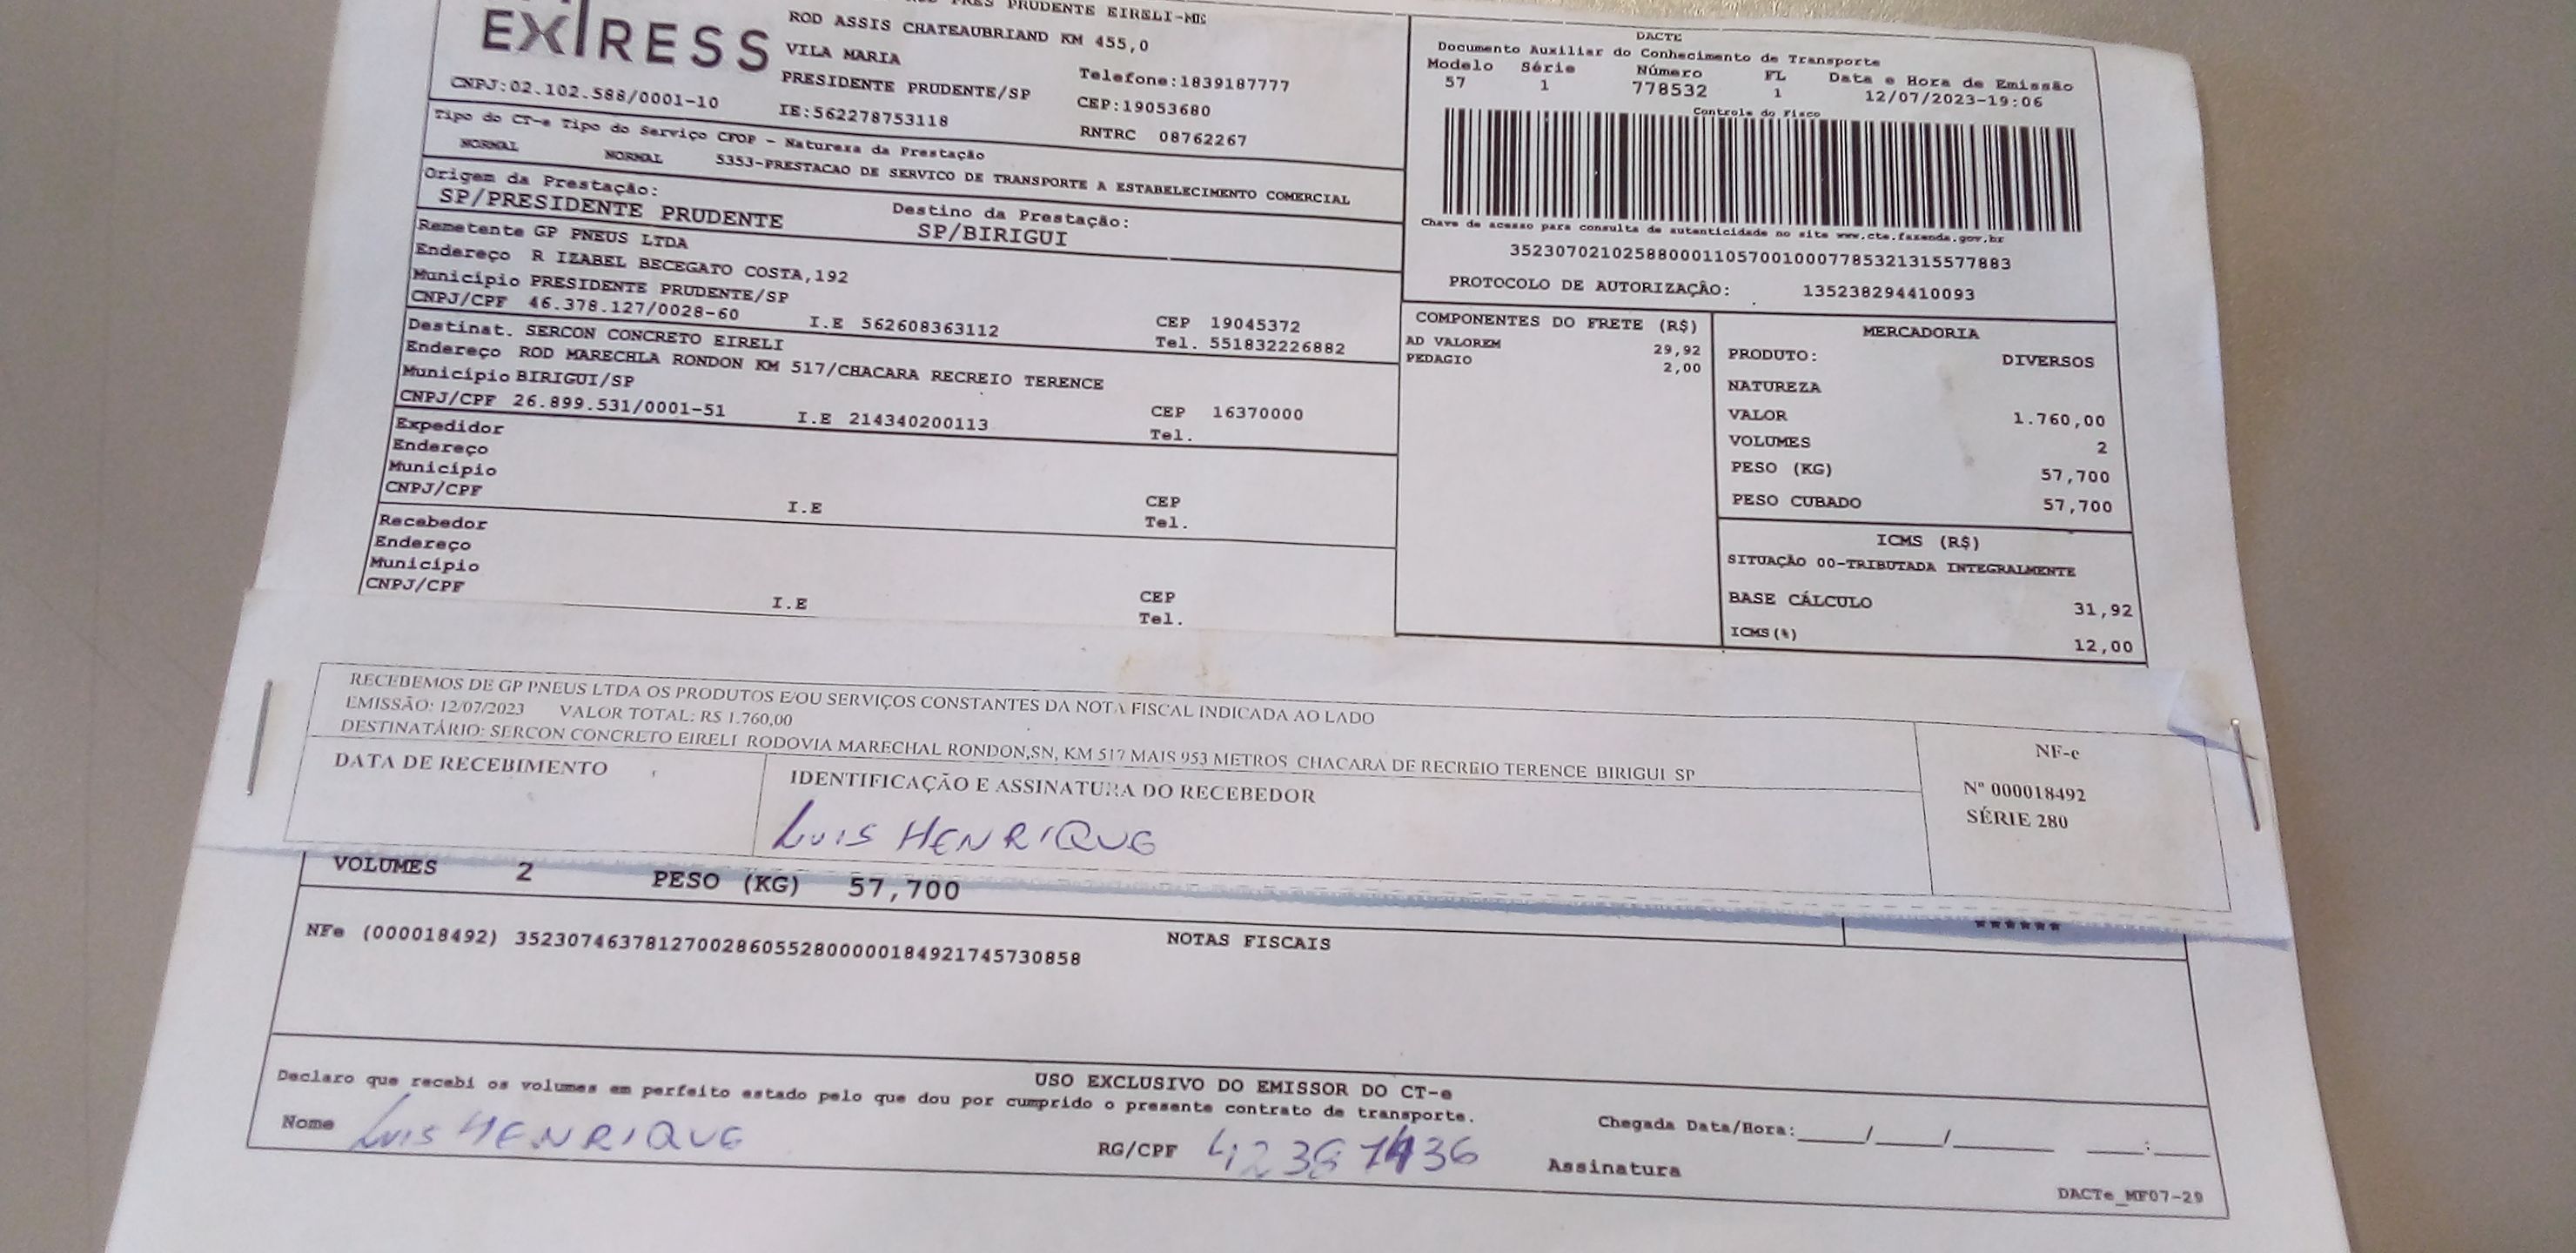 PRES PRUDENTE EIRELI-ME
EXPRESS
ROD ASSIS CHATEAUBRIAND KM 455,0
VILA MARIA
PRESIDENTE PRUDENTE/SP
Telefone:1839187777
CEP:19053680
CNPJ:02.102.588/0001-10
IE:562278753118
RNTRC 08762267
Tipo do CT-e Tipo do Serviço CFOP - Natureza da Prestação
NORMAL NORMAL 5353-PRESTACAO DE SERVICO DE TRANSPORTE A ESTABELECIMENTO COMERCIAL
Origem da Prestação:
SP/PRESIDENTE PRUDENTE
Destino da Prestação:
SP/BIRIGUI
Remetente GP PNEUS LTDA
Endereço R IZABEL BECEGATO COSTA,192
Município PRESIDENTE PRUDENTE/SP
CNPJ/CPF 46.378.127/0028-60 I.E 562608363112
CEP 19045372
Tel. 551832226882
Destinat. SERCON CONCRETO EIRELI
Endereço ROD MARECHLA RONDON KM 517/CHACARA RECREIO TERENCE
Município BIRIGUI/SP
CNPJ/CPF 26.899.531/0001-51 I.E 214340200113
CEP 16370000
Tel.
Expedidor
Endereço
Município
CNPJ/CPF I.E
CEP
Tel.
Recebedor
Endereço
Município
CNPJ/CPF I.E
CEP
Tel.
DACTE
Documento Auxiliar do Conhecimento de Transporte
Modelo Série Número FL Data e Hora de Emissão
57 1 778532 1 12/07/2023-19:06
Controle do Fisco
Chave de acesso para consulta de autenticidade no site www.cte.fazenda.gov.br
35230702102588000110570010007785321315577883
PROTOCOLO DE AUTORIZAÇÃO: 135238294410093
COMPONENTES DO FRETE (R$)
AD VALOREM 29,92
PEDAGIO 2,00
MERCADORIA
PRODUTO: DIVERSOS
NATUREZA
VALOR 1.760,00
VOLUMES 2
PESO (KG) 57,700
PESO CUBADO 57,700
ICMS (R$)
SITUAÇÃO 00-TRIBUTADA INTEGRALMENTE
BASE CÁLCULO 31,92
ICMS(%) 12,00
RECEBEMOS DE GP PNEUS LTDA OS PRODUTOS E/OU SERVIÇOS CONSTANTES DA NOTA FISCAL INDICADA AO LADO
EMISSÃO: 12/07/2023 VALOR TOTAL: R$ 1.760,00
DESTINATÁRIO: SERCON CONCRETO EIRELI RODOVIA MARECHAL RONDON,SN, KM 517 MAIS 953 METROS CHACARA DE RECREIO TERENCE BIRIGUI SP
DATA DE RECEBIMENTO
IDENTIFICAÇÃO E ASSINATURA DO RECEBEDOR
LUIS HENRIQUE
NF-e
Nº 000018492
SÉRIE 280
VOLUMES 2 PESO (KG) 57,700
******
NOTAS FISCAIS
NFe (000018492) 35230746378127002860552800000184921745730858
USO EXCLUSIVO DO EMISSOR DO CT-e
Declaro que recebi os volumes em perfeito estado pelo que dou por cumprido o presente contrato de transporte.
Nome LUIS HENRIQUE
RG/CPF
Chegada Data/Hora:____/____/______ ___:___
Assinatura
DACTe_MF07-29